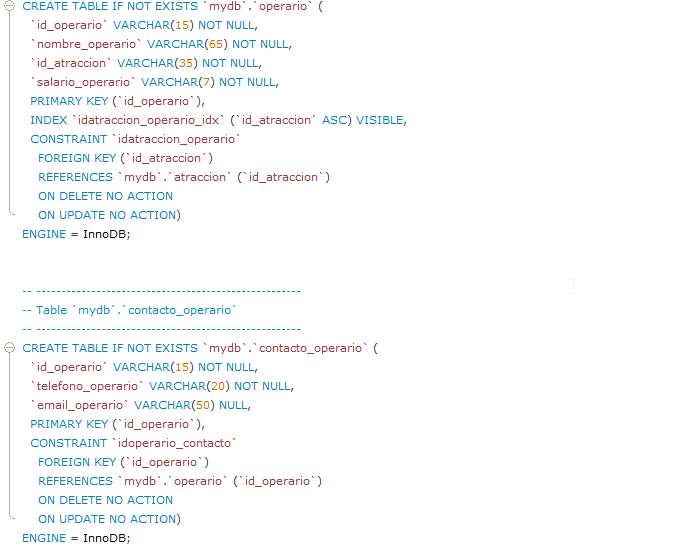 CREATE TABLE IF NOT EXISTS `mydb`.`operario` (
`id_operario` VARCHAR(15) NOT NULL,
`nombre_operario` VARCHAR(65) NOT NULL,
`id_atraccion` VARCHAR(35) NOT NULL,
`salario_operario` VARCHAR(7) NOT NULL,
PRIMARY KEY (`id_operario`),
INDEX `idatraccion_operario_idx` (`id_atraccion` ASC) VISIBLE,
CONSTRAINT `idatraccion_operario`
FOREIGN KEY (`id_atraccion`)
REFERENCES `mydb`.`atraccion` (`id_atraccion`)
ON DELETE NO ACTION
ON UPDATE NO ACTION)
ENGINE = InnoDB;
-- -----------------------------------------------------
-- Table `mydb`.`contacto_operario`
-- -----------------------------------------------------
CREATE TABLE IF NOT EXISTS `mydb`.`contacto_operario` (
`id_operario` VARCHAR(15) NOT NULL,
`telefono_operario` VARCHAR(20) NOT NULL,
`email_operario` VARCHAR(50) NULL,
PRIMARY KEY (`id_operario`),
CONSTRAINT `idoperario_contacto`
FOREIGN KEY (`id_operario`)
REFERENCES `mydb`.`operario` (`id_operario`)
ON DELETE NO ACTION
ON UPDATE NO ACTION)
ENGINE = InnoDB;